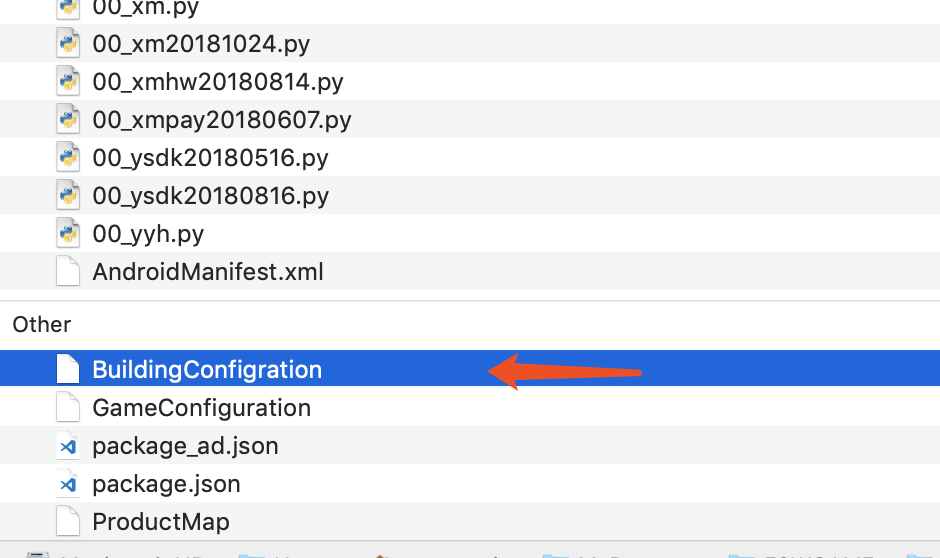 00_xm.py
00_xm20181024.py
00_xmhw20180814.py
00_xmpay20180607.py
00_ysdk20180516.py
00_ysdk20180816.py
00_yyh.py
AndroidManifest.xml
Other
BuildingConfigration
GameConfiguration
package_ad.json
package.json
ProductMap